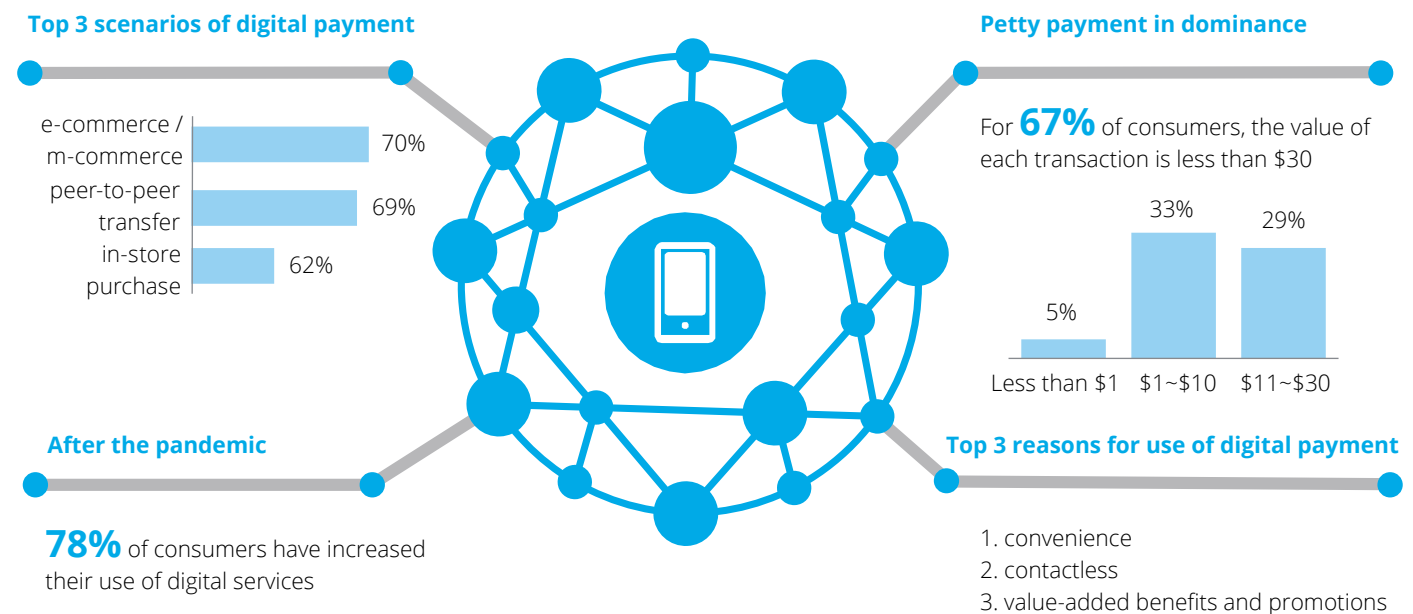 Top 3 scenarios of digital payment
e-commerce /
m-commerce
70%
peer-to-peer
transfer
69%
in-store
purchase
62%
Petty payment in dominance
For 67% of consumers, the value of
each transaction is less than $30
5%
33%
29%
Less than $1
$1~$10
$11~$30
After the pandemic
78% of consumers have increased
their use of digital services
Top 3 reasons for use of digital payment
1. convenience
2. contactless
3. value-added benefits and promotions